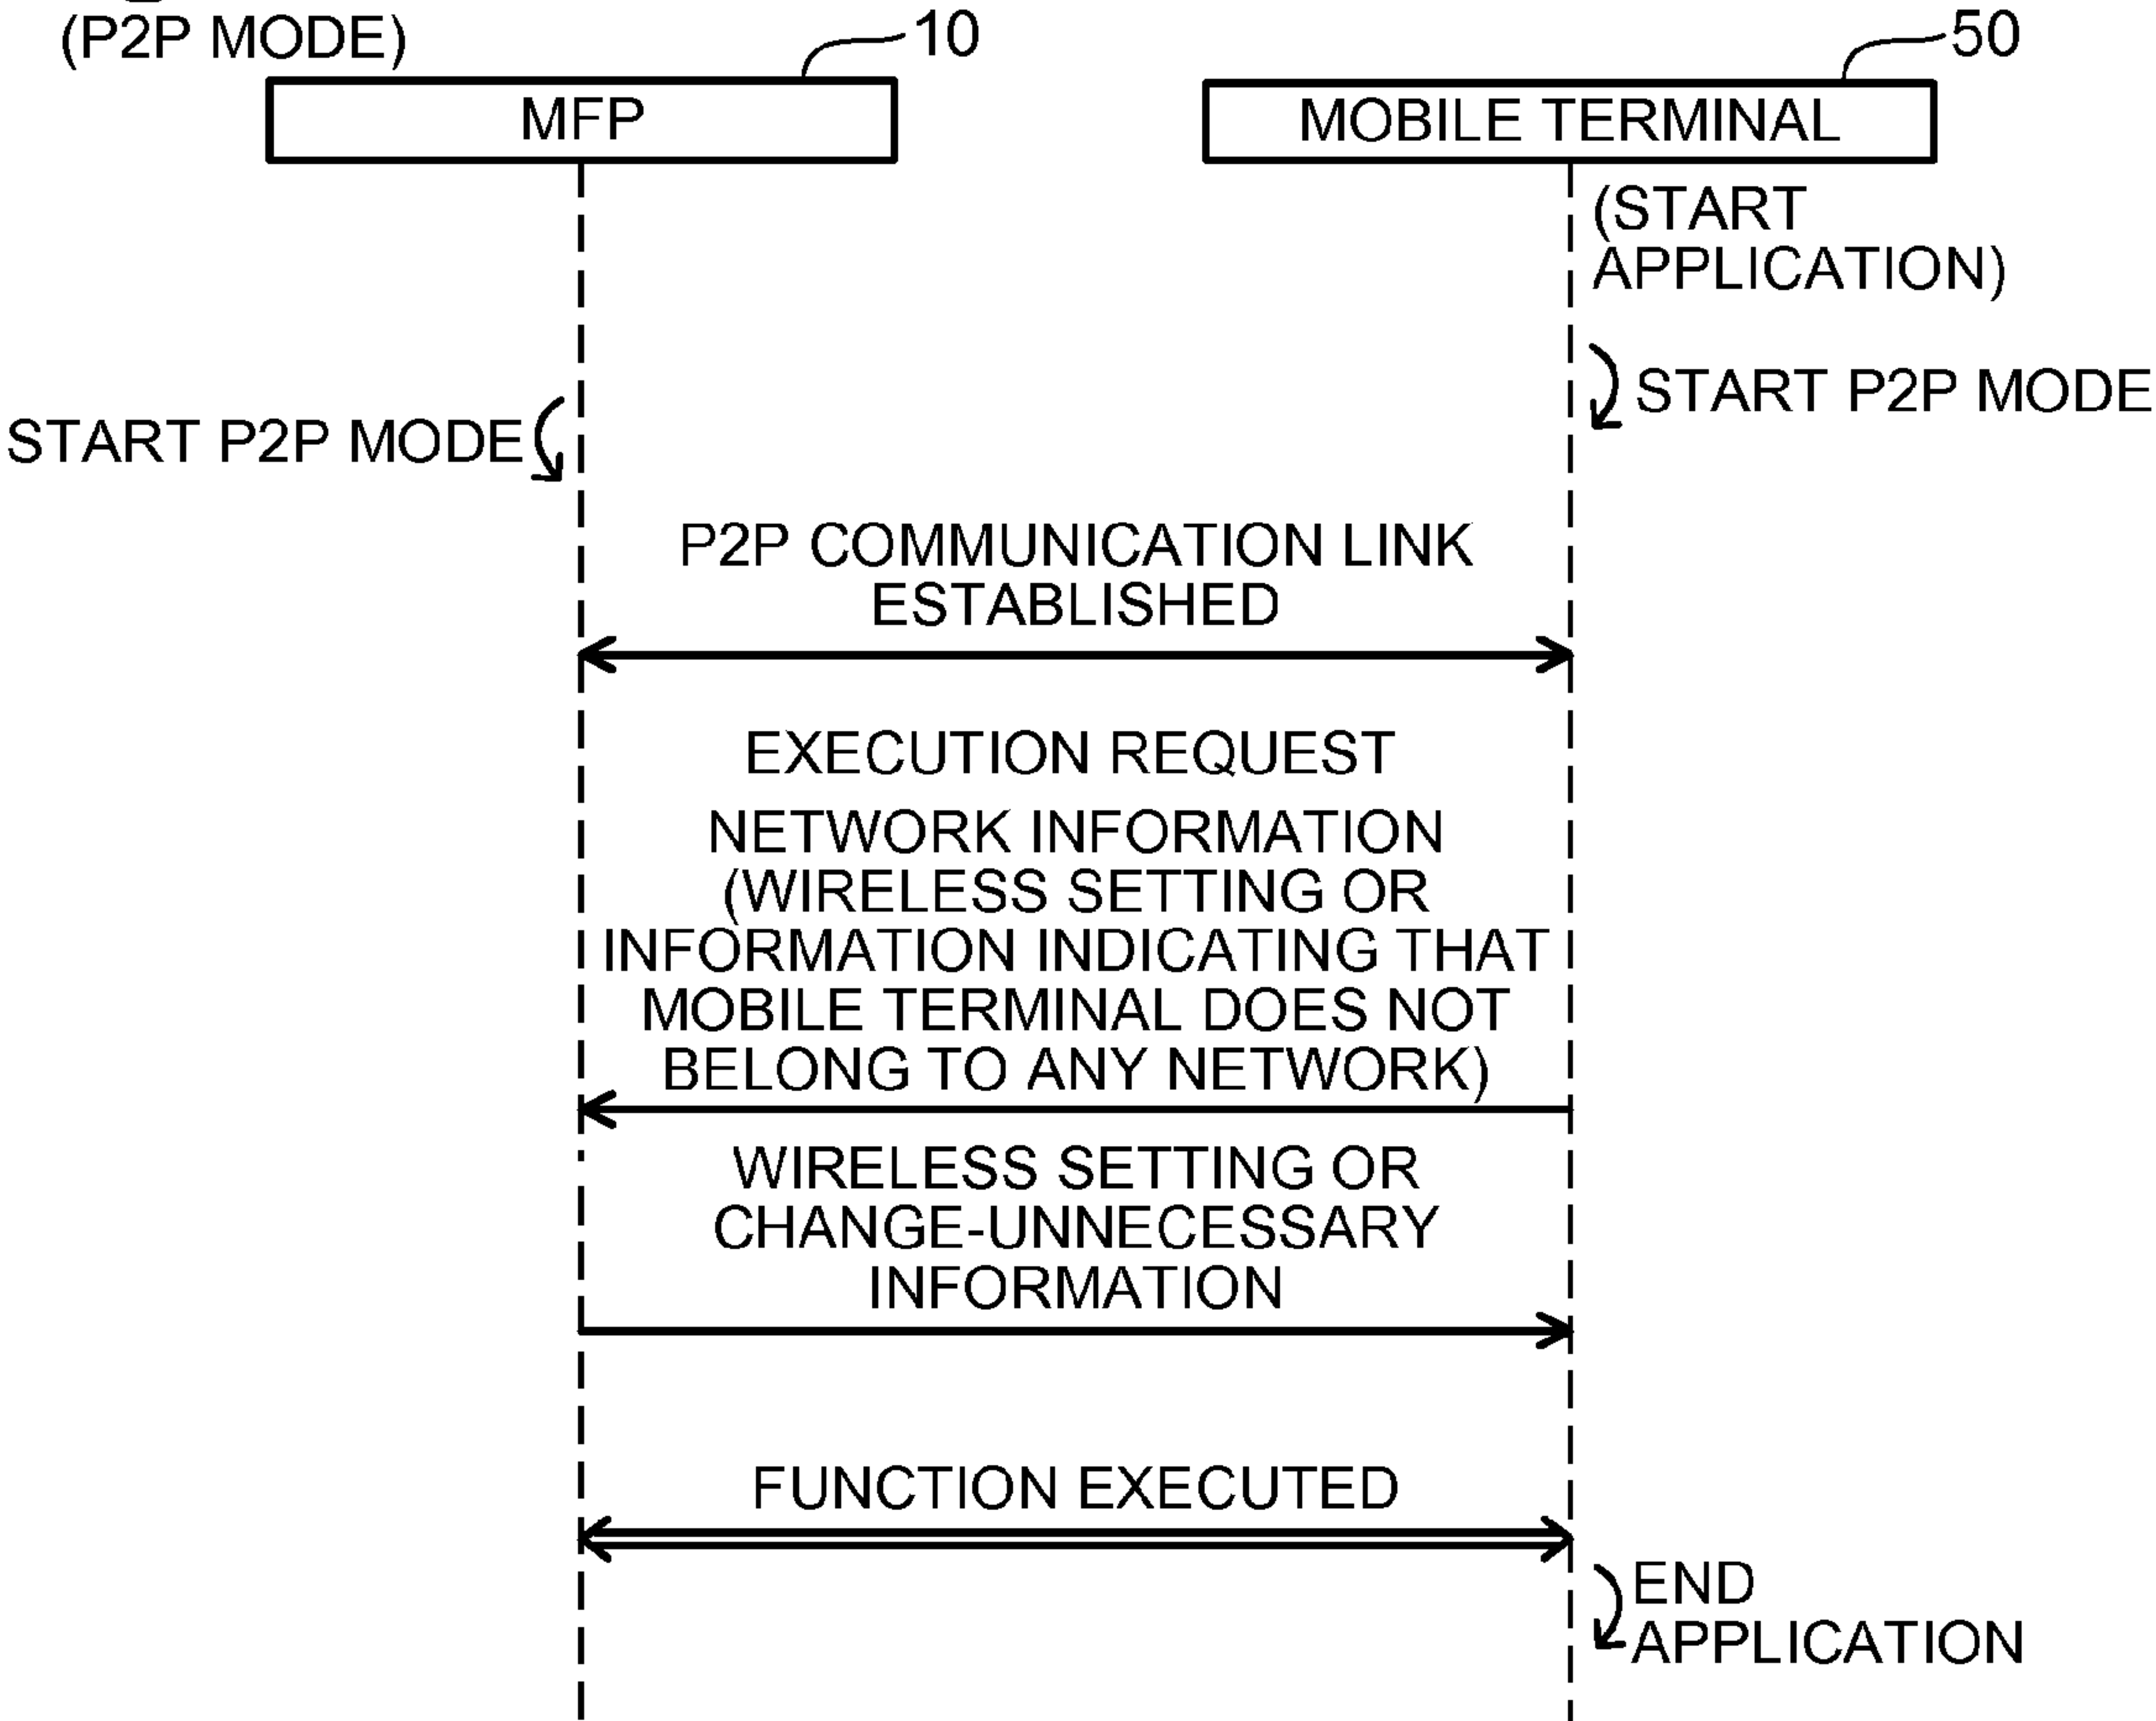 (P2P MODE)
10
50
MFP
MOBILE TERMINAL
(START
APPLICATION)
START P2P MODE
START P2P MODE
P2P COMMUNICATION LINK
ESTABLISHED
EXECUTION REQUEST
NETWORK INFORMATION
(WIRELESS SETTING OR
INFORMATION INDICATING THAT
MOBILE TERMINAL DOES NOT
BELONG TO ANY NETWORK)
WIRELESS SETTING OR
CHANGE-UNNECESSARY
INFORMATION
FUNCTION EXECUTED
END
APPLICATION